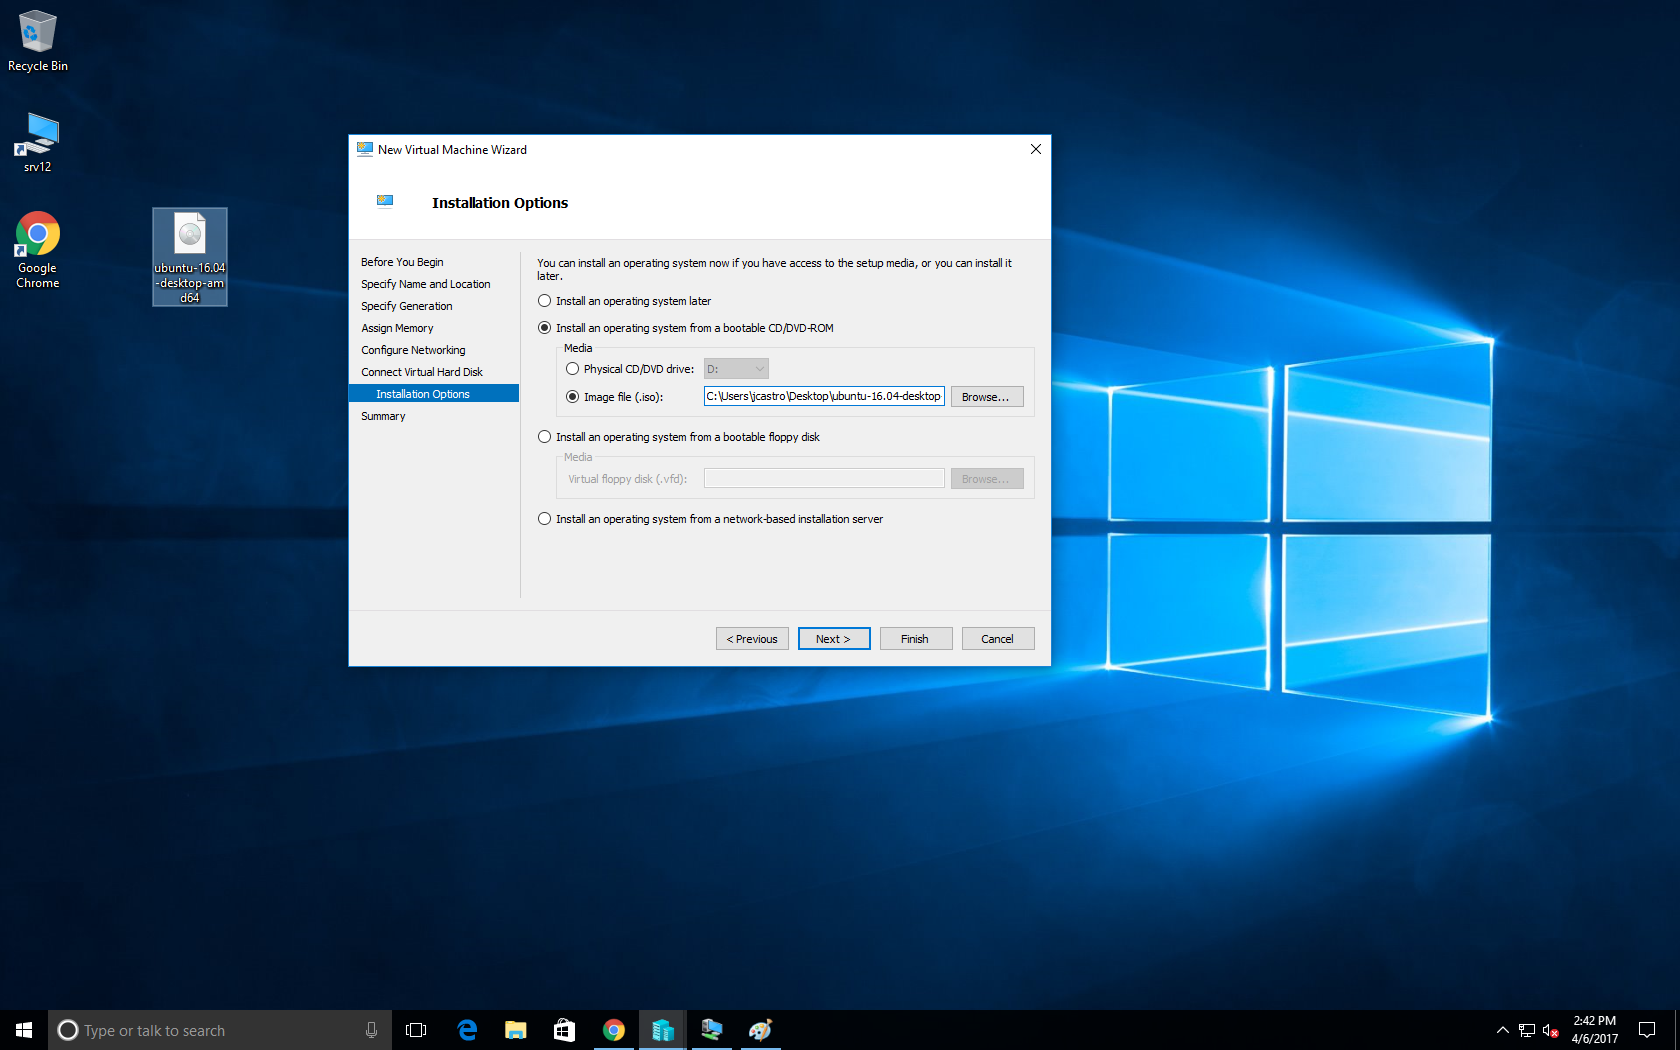 Recycle Bin
srv12
Google
Chrome
ubuntu-16.04
-desktop-am
d64
New Virtual Machine Wizard
Installation Options
Before You Begin
Specify Name and Location
Specify Generation
Assign Memory
Configure Networking
Connect Virtual Hard Disk
Installation Options
Summary
You can install an operating system now if you have access to the setup media, or you can install it
later.
Install an operating system later
Install an operating system from a bootable CD/DVD-ROM
Media
Physical CD/DVD drive: D:
Image file (.iso): C:\Users\jcastro\Desktop\ubuntu-16.04-desktop- Browse...
Install an operating system from a bootable floppy disk
Media
Virtual floppy disk (.vfd): Browse...
Install an operating system from a network-based installation server
< Previous Next > Finish Cancel
Type or talk to search
2:42 PM
4/6/2017